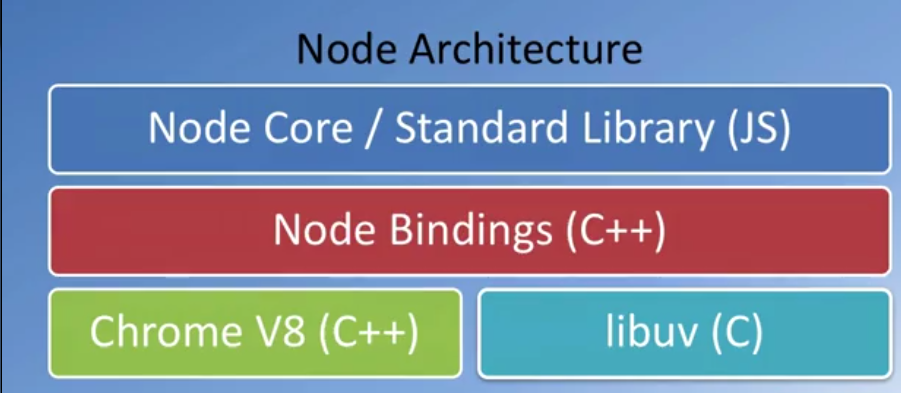 Node Architecture
Node Core / Standard Library (JS)
Node Bindings (C++)
Chrome V8 (C++)
libuv (C)